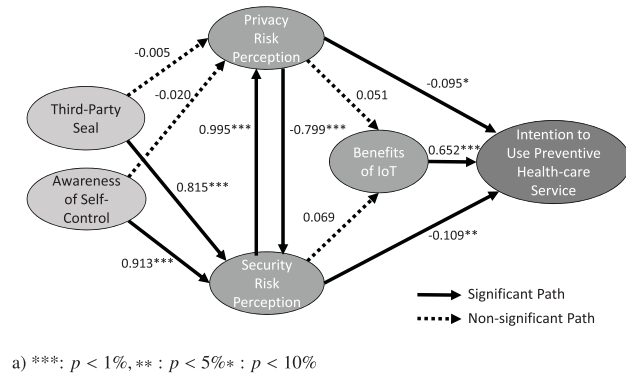 Privacy
Risk
Perception
-0.005
-0.020
-0.095*
0.051
Third-Party
Seal
0.995***
-0.799***
Benefits
of IoT
0.652***
Intention to
Use Preventive
Health-care
Service
Awareness
of Self-
Control
0.815***
0.069
-0.109**
0.913***
Security
Risk
Perception
Significant Path
Non-significant Path
a) ***: p < 1%, ** : p < 5%* : p < 10%